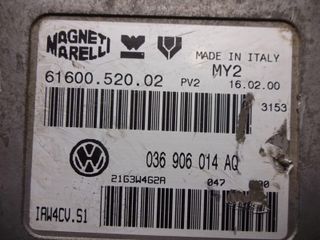 MAGNETI MARELLI
MADE IN ITALY
61600.520.02 PV2 MY2 16.02.00
3153
036 906 014 AQ
21G3W4G2A 047
IAW4CV.S1